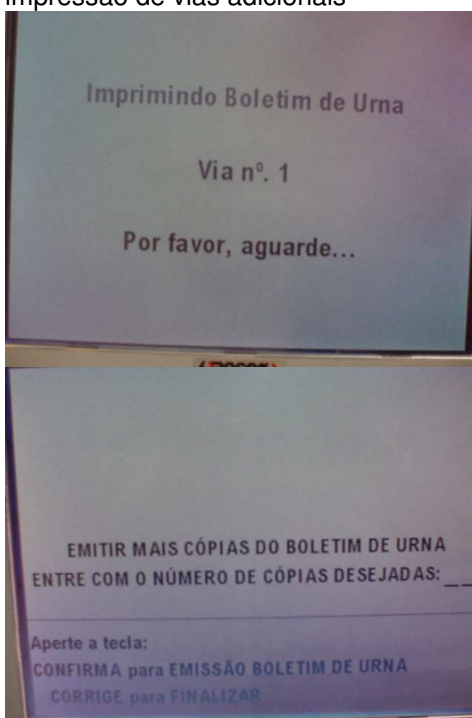 impressão de vias adicionais
Imprimindo Boletim de Urna
Via nº. 1
Por favor, aguarde...
EMITIR MAIS CÓPIAS DO BOLETIM DE URNA
ENTRE COM O NÚMERO DE CÓPIAS DESEJADAS: _ _
Aperte a tecla:
CONFIRMA para EMISSÃO BOLETIM DE URNA
CORRIGE para FINALIZAR